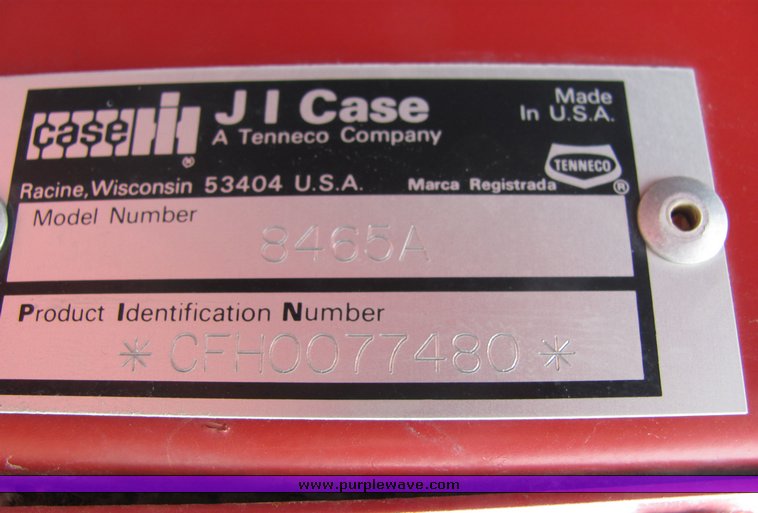 case IH ®
J I Case
A Tenneco Company
Made
In U.S.A.
Racine, Wisconsin 53404 U.S.A.
Marca Registrada
TENNECO ®
Model Number
8465A
Product Identification Number
* CFH0077480 *
www.purplewave.com